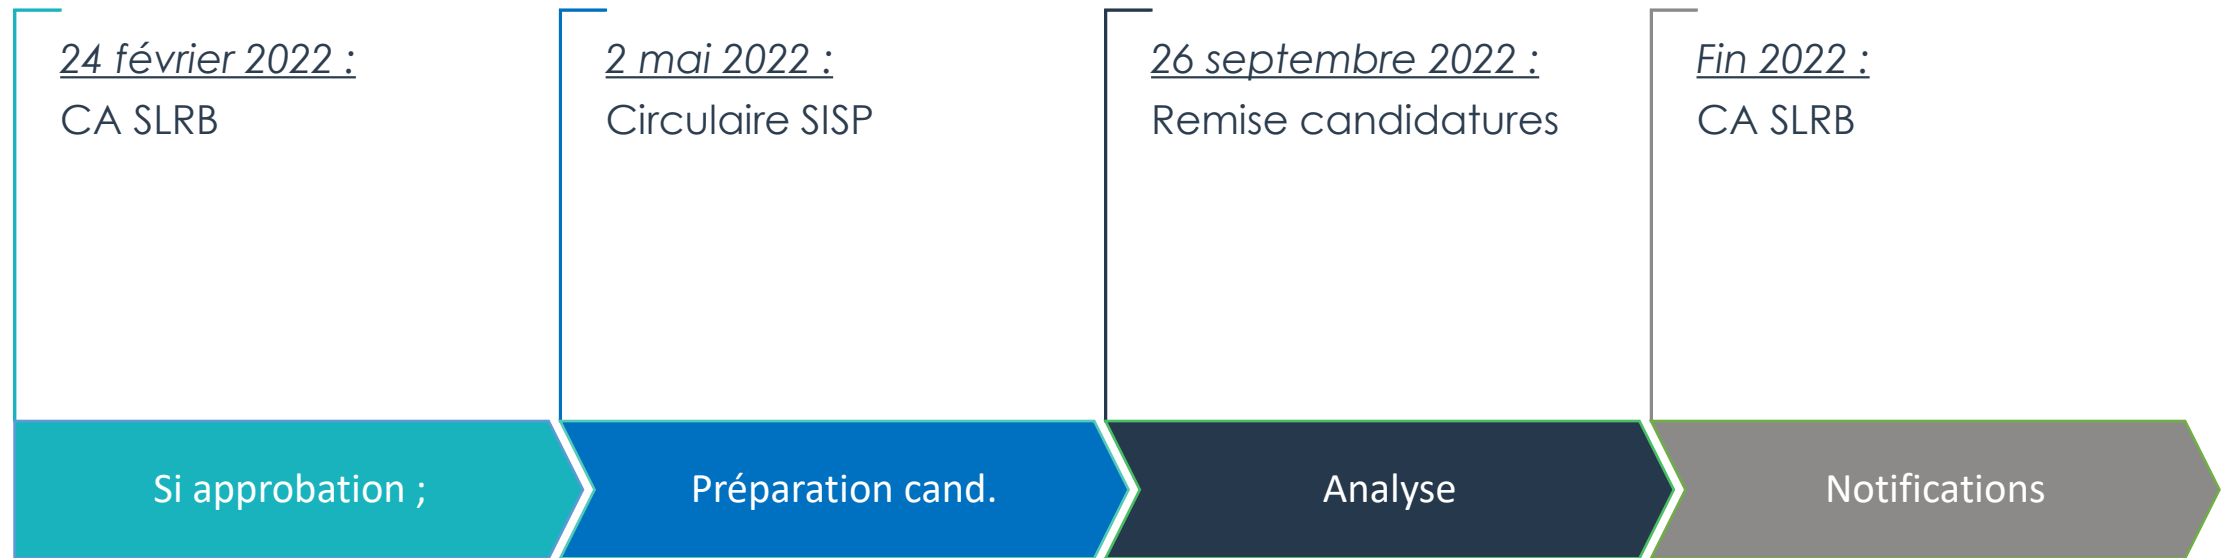 24 février 2022 :
CA SLRB
2 mai 2022 :
Circulaire SISP
26 septembre 2022 :
Remise candidatures
Fin 2022 :
CA SLRB
Si approbation ;
Préparation cand.
Analyse
Notifications